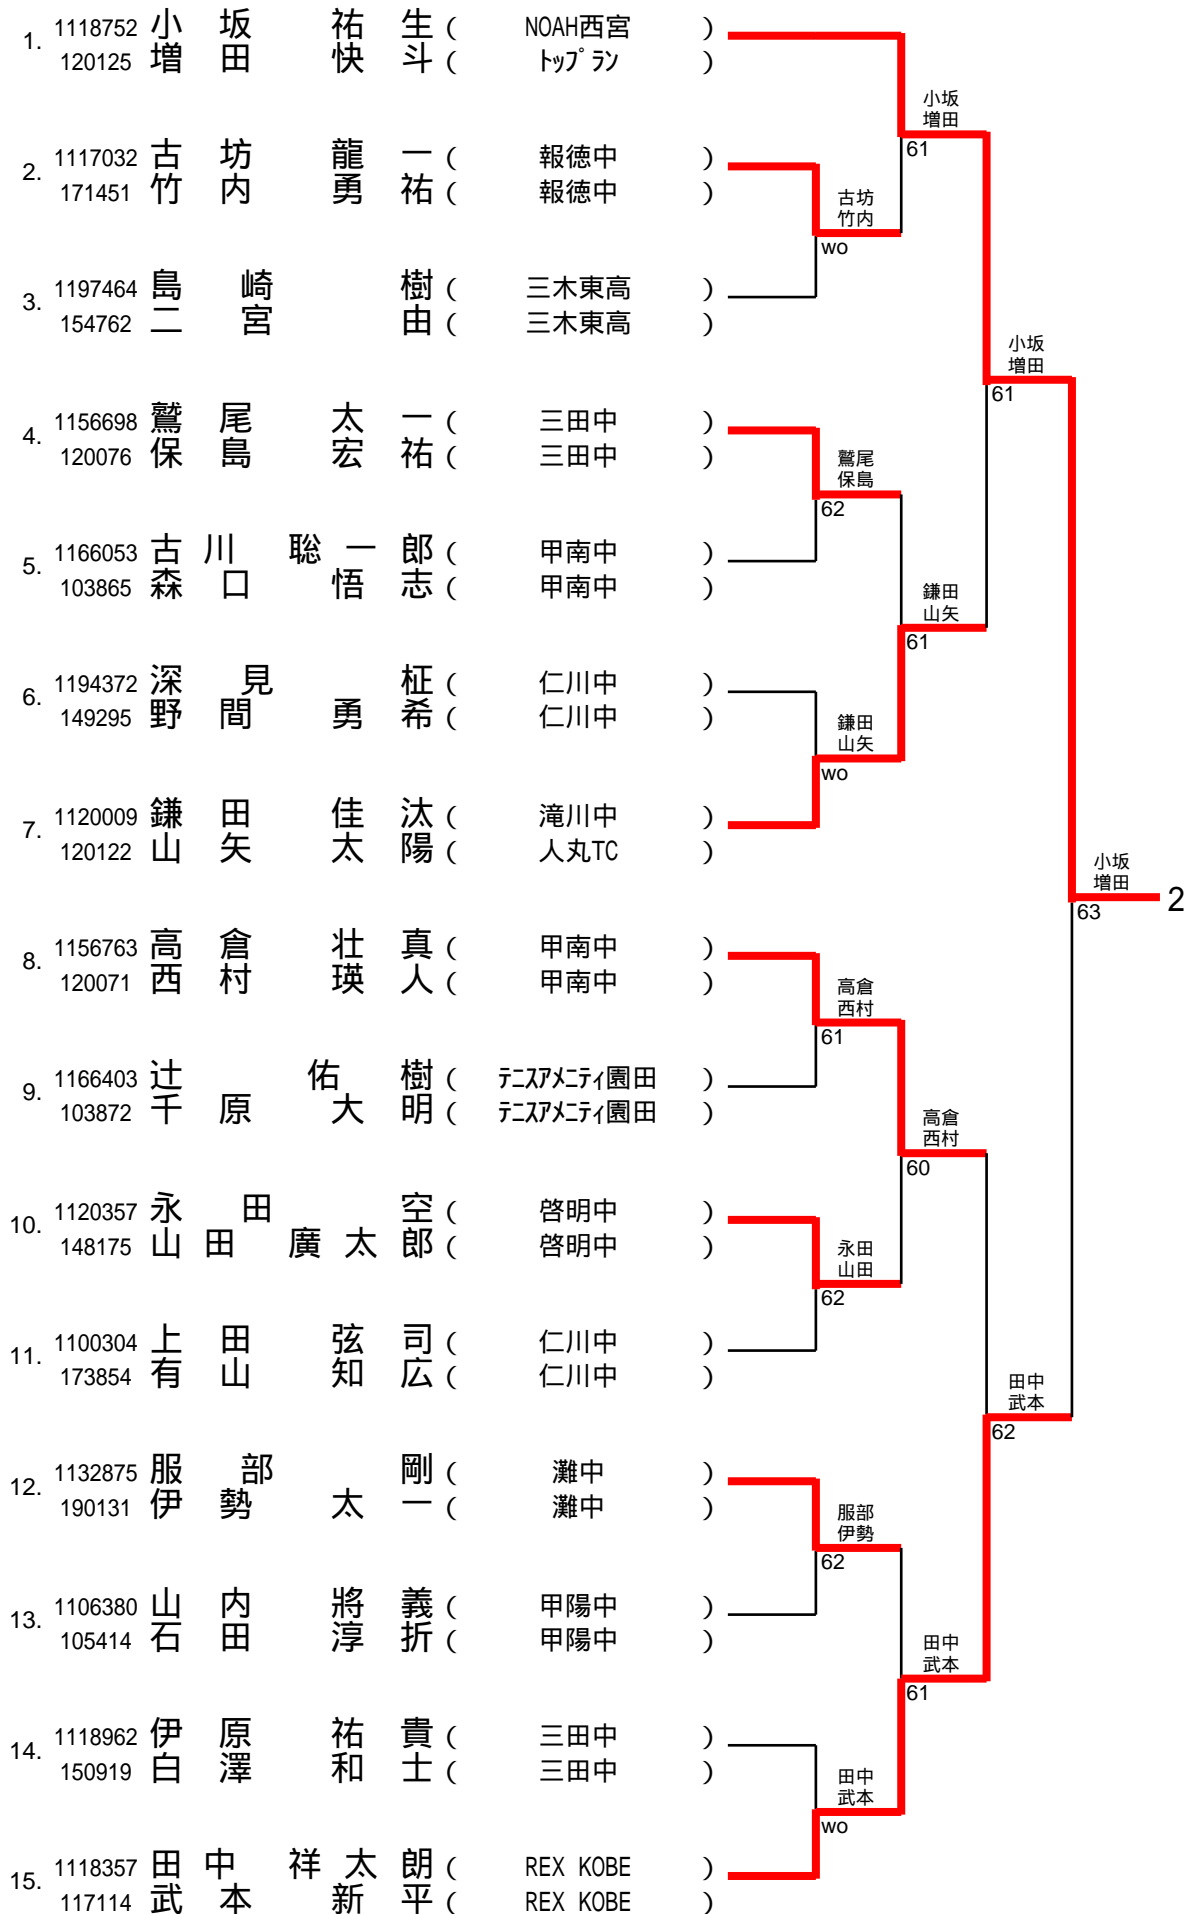 1. 1118752 小坂 祐生 ( NOAH西宮 )
120125 増田 快斗 ( トップラン )
2. 1117032 古坊 龍一 ( 報徳中 )
171451 竹内 勇祐 ( 報徳中 )
3. 1197464 島崎 樹 ( 三木東高 )
154762 二宮 由 ( 三木東高 )
4. 1156698 鷲尾 太一 ( 三田中 )
120076 保島 宏祐 ( 三田中 )
5. 1166053 古川 聡一郎 ( 甲南中 )
103865 森口 悟志 ( 甲南中 )
6. 1194372 深見 柾 ( 仁川中 )
149295 野間 勇希 ( 仁川中 )
7. 1120009 鎌田 佳汰 ( 滝川中 )
120122 山矢 太陽 ( 人丸TC )
8. 1156763 高倉 壮真 ( 甲南中 )
120071 西村 瑛人 ( 甲南中 )
9. 1166403 辻 佑樹 ( テニスアメニティ園田 )
103872 千原 大明 ( テニスアメニティ園田 )
10. 1120357 永田 空 ( 啓明中 )
148175 山田 廣太郎 ( 啓明中 )
11. 1100304 上田 弦司 ( 仁川中 )
173854 有山 知広 ( 仁川中 )
12. 1132875 服部 剛 ( 灘中 )
190131 伊勢 太一 ( 灘中 )
13. 1106380 山内 將義 ( 甲陽中 )
105414 石田 淳折 ( 甲陽中 )
14. 1118962 伊原 祐貴 ( 三田中 )
150919 白澤 和士 ( 三田中 )
15. 1118357 田中 祥太朗 ( REX KOBE )
117114 武本 新平 ( REX KOBE )
古坊
竹内
wo
鷲尾
保島
62
鎌田
山矢
wo
高倉
西村
61
永田
山田
62
服部
伊勢
62
田中
武本
wo
小坂
増田
61
鎌田
山矢
61
高倉
西村
60
田中
武本
61
小坂
増田
61
田中
武本
62
小坂
増田
63
2